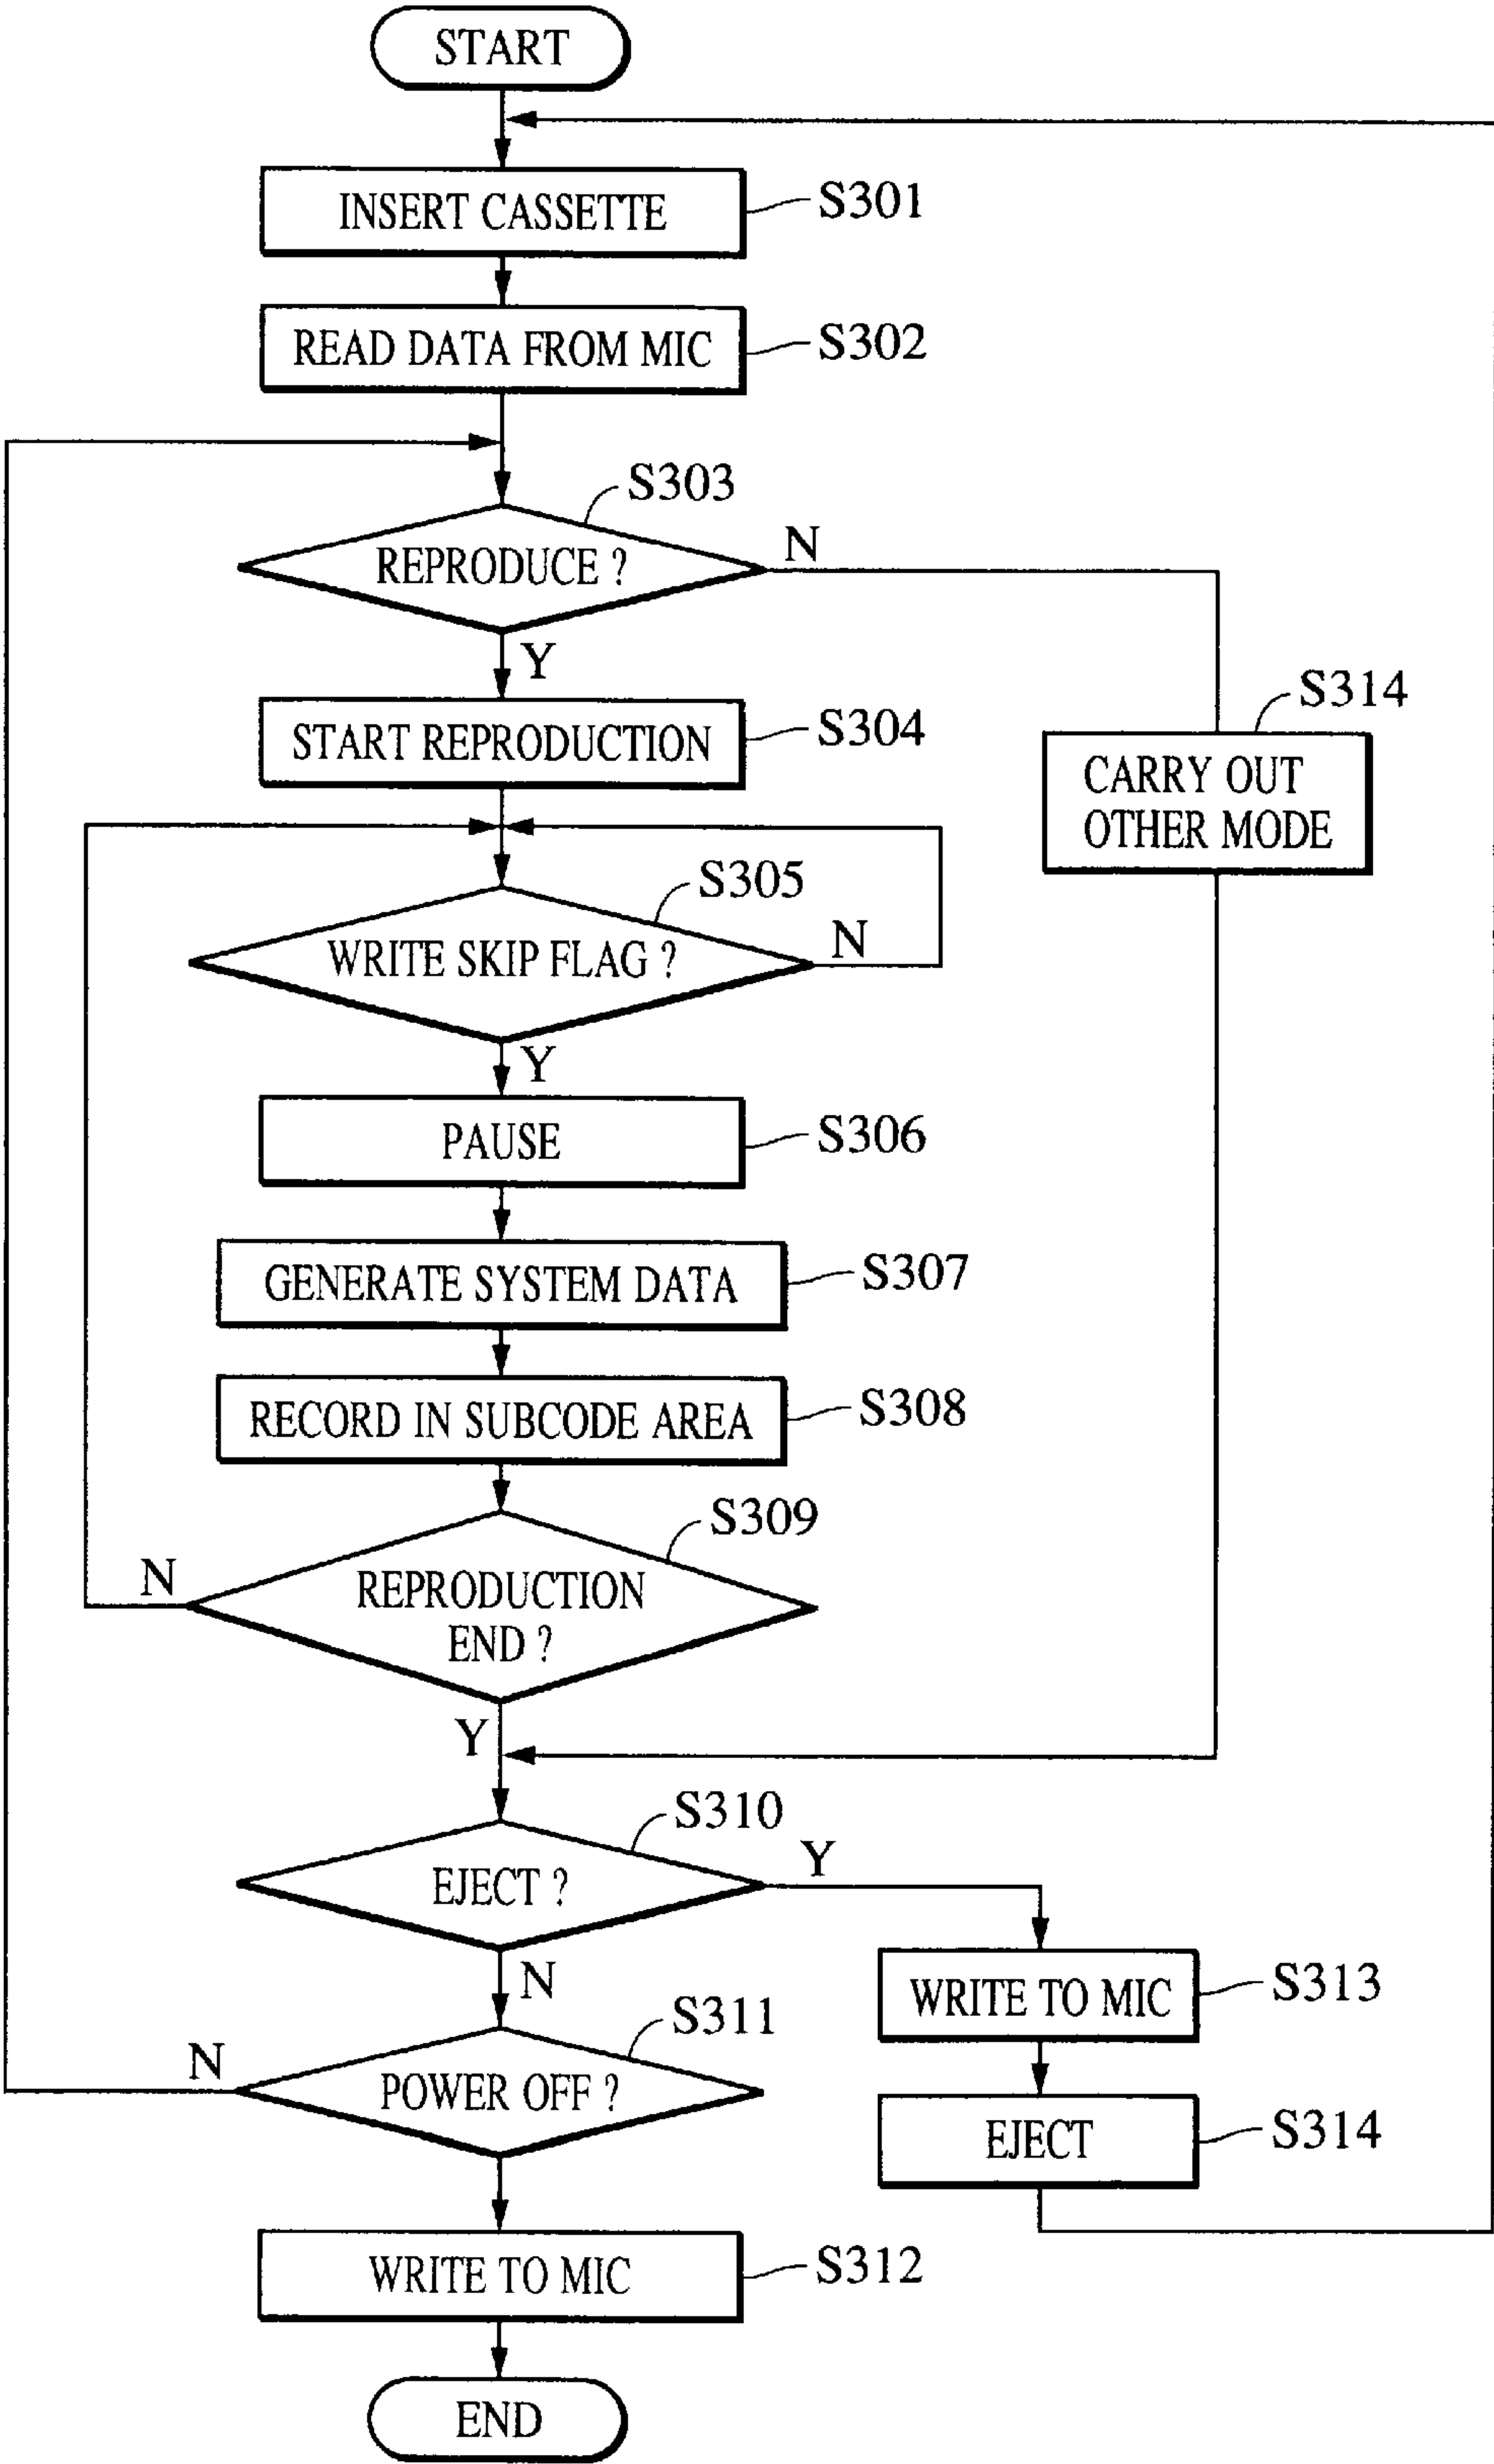 START
INSERT CASSETTE
S301
READ DATA FROM MIC
S302
S303
REPRODUCE ?
N
Y
START REPRODUCTION
S304
S314
CARRY OUT
OTHER MODE
S305
WRITE SKIP FLAG ?
N
Y
PAUSE
S306
GENERATE SYSTEM DATA
S307
RECORD IN SUBCODE AREA
S308
S309
N
REPRODUCTION
END ?
Y
S310
EJECT ?
Y
N
WRITE TO MIC
S313
S311
N
POWER OFF ?
EJECT
S314
WRITE TO MIC
S312
END